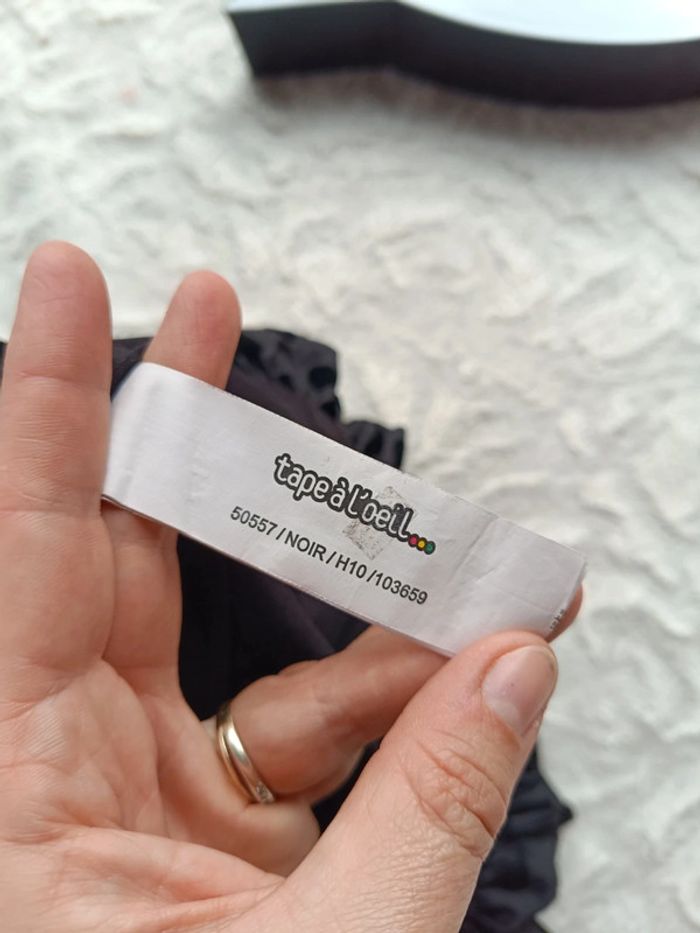 tape à l'oeil...
50557 / NOIR / H10 / 103659